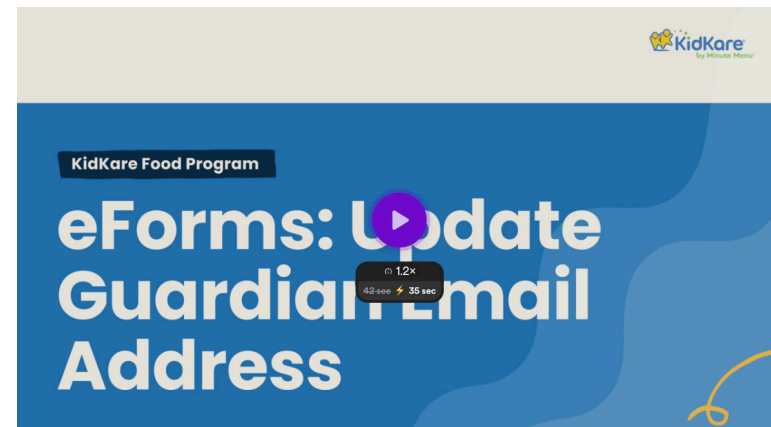 KidKare
by Minute Menu
KidKare Food Program
eForms: Update
Guardian Email
Address
1.2×
42 sec ⚡ 35 sec